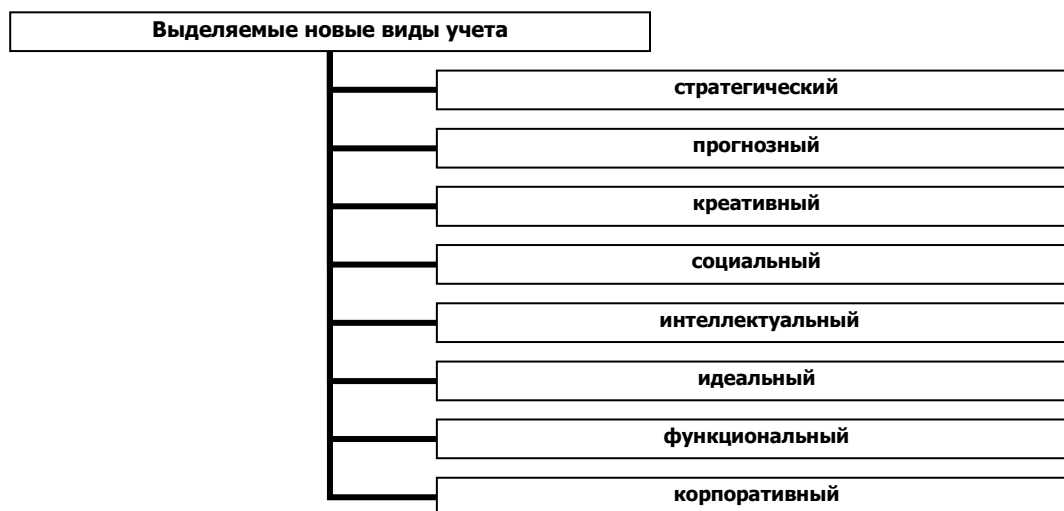 Выделяемые новые виды учета
стратегический
прогнозный
креативный
социальный
интеллектуальный
идеальный
функциональный
корпоративный